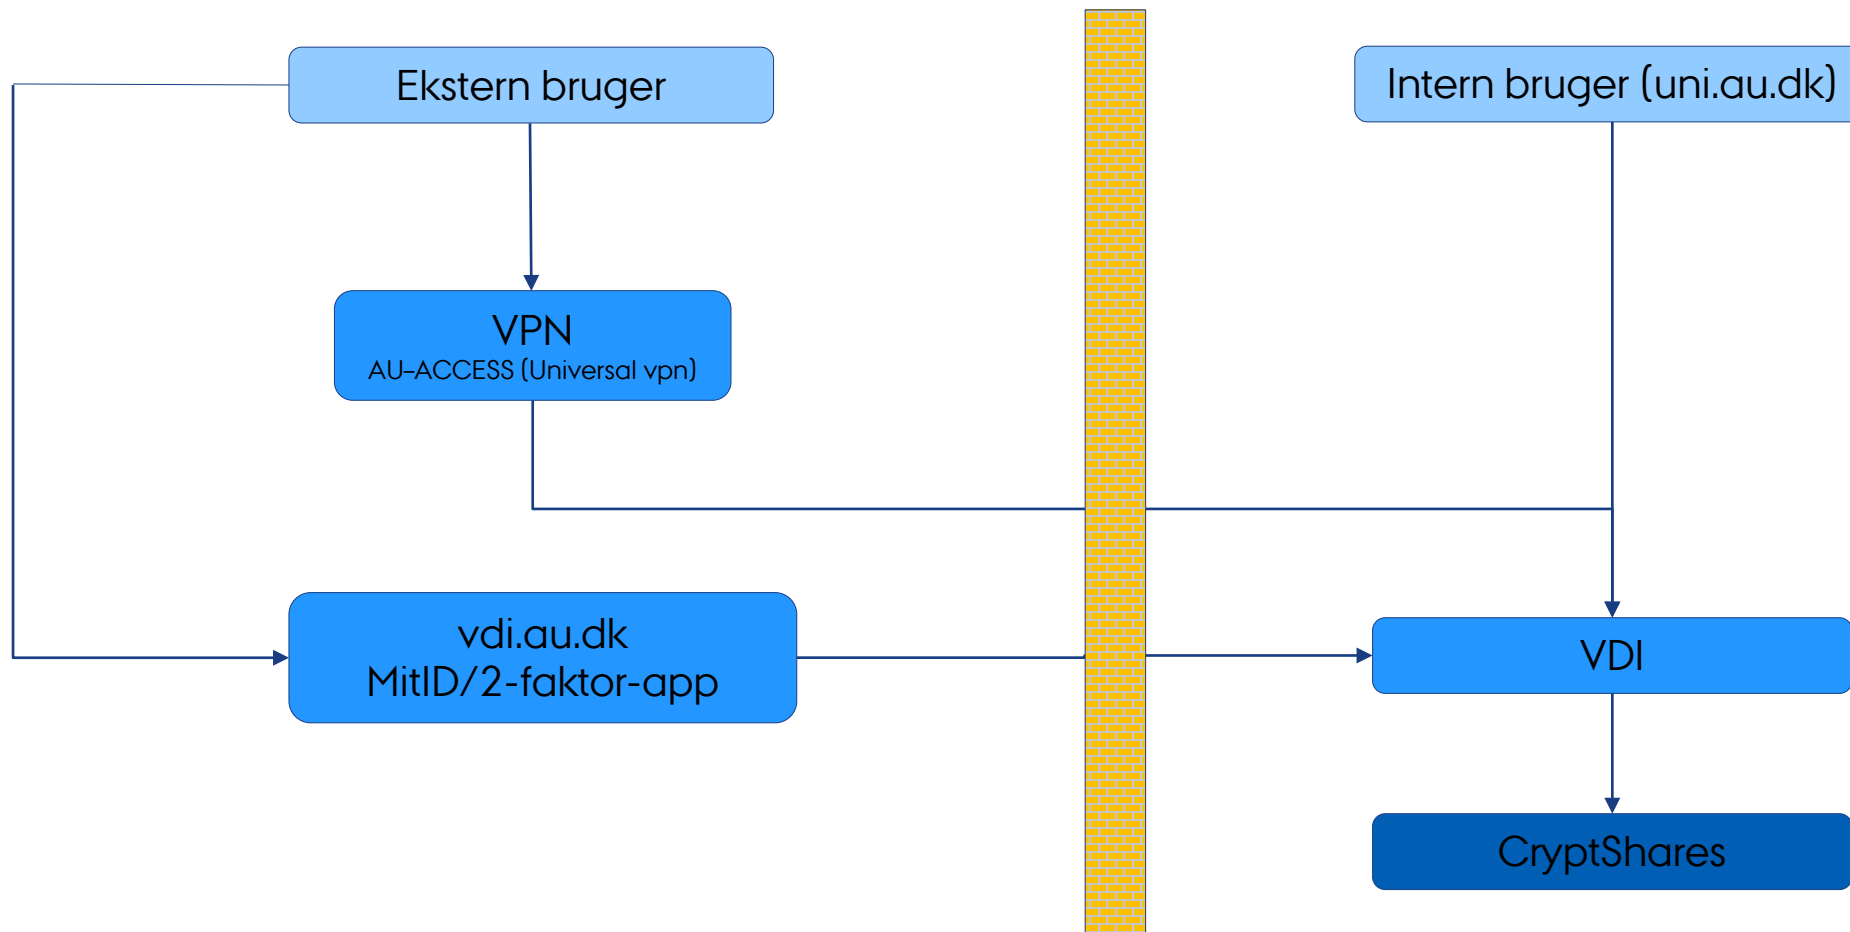 Ekstern bruger
Intern bruger (uni.au.dk)
VPN
AU-ACCESS (Universal vpn)
vdi.au.dk
MitID/2-faktor-app
VDI
CryptShares